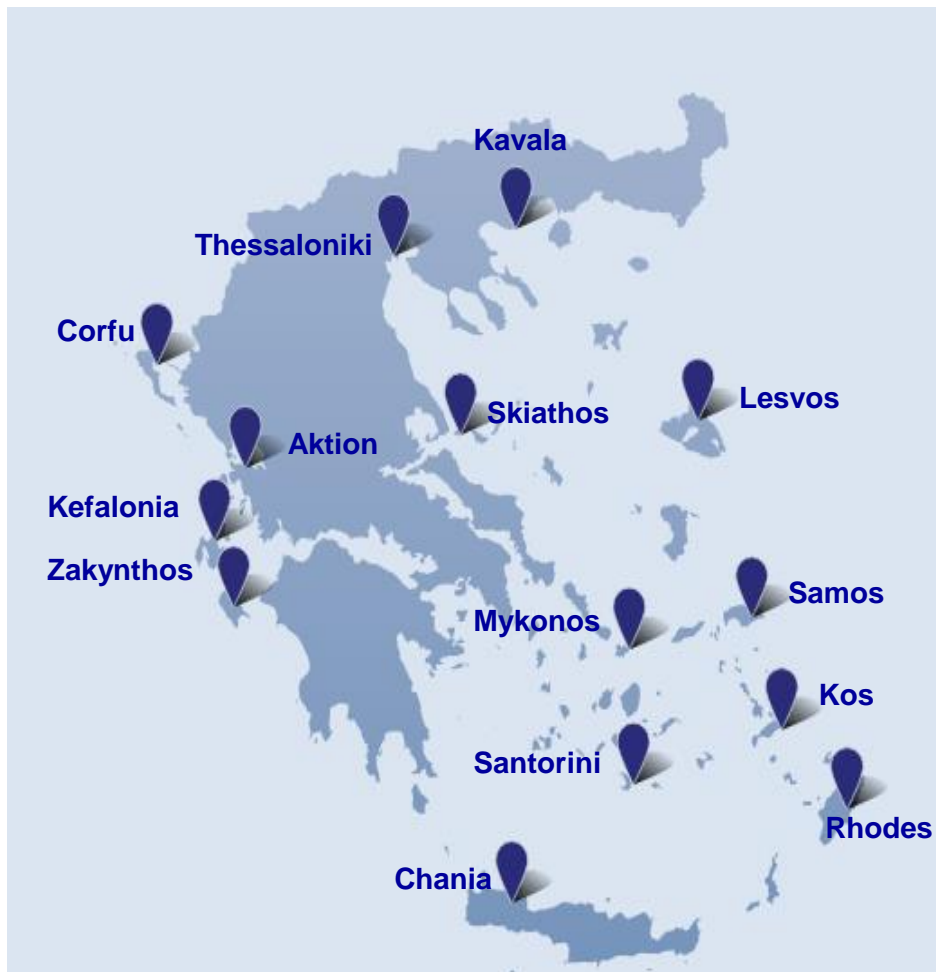 Kavala
Thessaloniki
Corfu
Lesvos
Skiathos
Aktion
Kefalonia
Zakynthos
Samos
Mykonos
Kos
Santorini
Rhodes
Chania